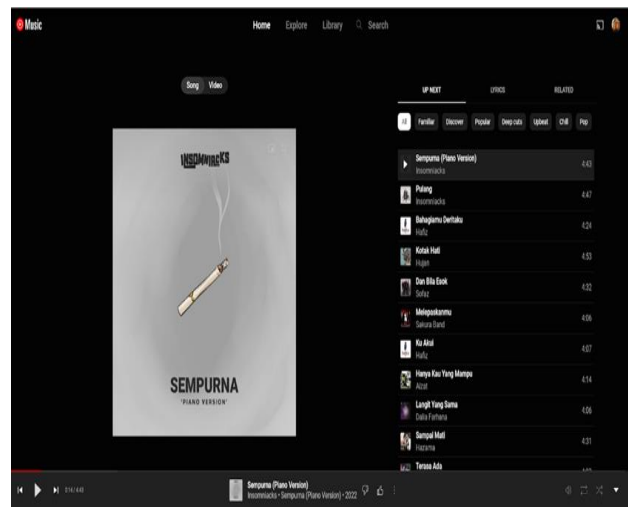 Music
Home Explore Library Search
Song Video
UP NEXT LYRICS RELATED
All Familiar Discover Popular Deep cuts Upbeat Chill Pop
INSOMNIACKS
SEMPURNA
'PIANO VERSION'
Sempurna (Piano Version)
Insomniacks
4:43
Pulang
Insomniacks
4:47
Bahagiamu Deritaku
Hafiz
4:24
Kotak Hati
Hujan
4:53
Dan Bila Esok
Sofaz
4:32
Melepaskanmu
Sakura Band
4:06
Ku Akui
Hafiz
4:07
Hanya Kau Yang Mampu
Aizat
4:14
Langit Yang Sama
Dalia Farhana
4:06
Sampai Mati
Hazama
4:31
Terasa Ada
0:14 / 4:43
Sempurna (Piano Version)
Insomniacks • Sempurna (Piano Version) • 2022